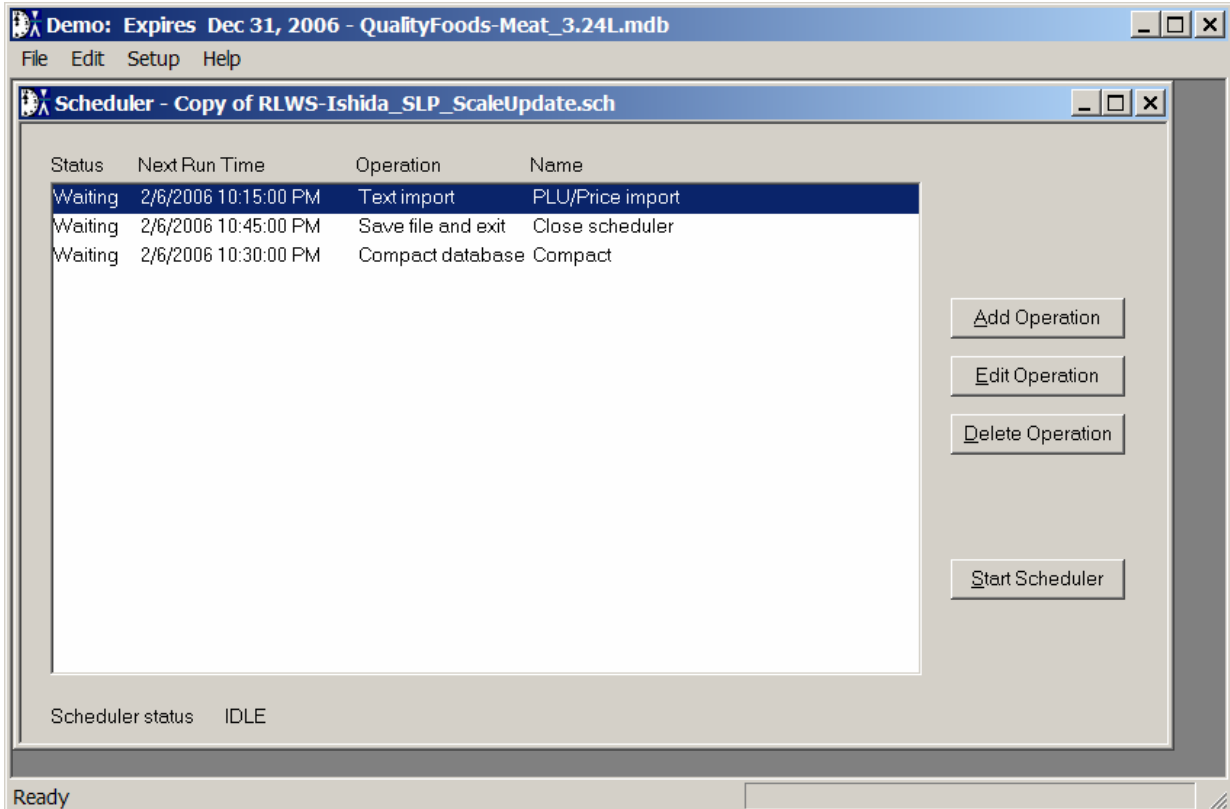 Demo:  Expires  Dec 31, 2006 - QualityFoods-Meat_3.24L.mdb
File Edit Setup Help
Scheduler - Copy of RLWS-Ishida_SLP_ScaleUpdate.sch
Status Next Run Time Operation Name
Waiting 2/6/2006 10:15:00 PM Text import PLU/Price import
Waiting 2/6/2006 10:45:00 PM Save file and exit Close scheduler
Waiting 2/6/2006 10:30:00 PM Compact database Compact
Add Operation
Edit Operation
Delete Operation
Start Scheduler
Scheduler status IDLE
Ready